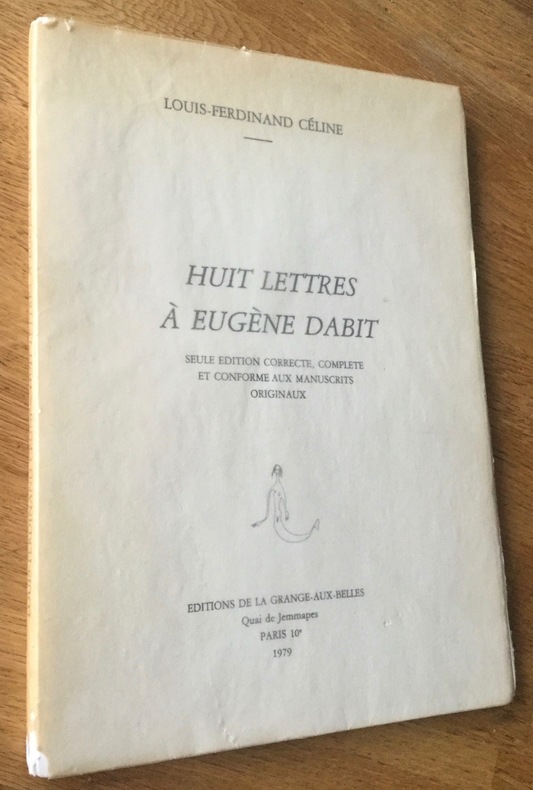 LOUIS-FERDINAND CÉLINE
HUIT LETTRES
À EUGÈNE DABIT
SEULE EDITION CORRECTE, COMPLETE
ET CONFORME AUX MANUSCRITS
ORIGINAUX
EDITIONS DE LA GRANGE-AUX-BELLES
Quai de Jemmapes
PARIS 10e
1979